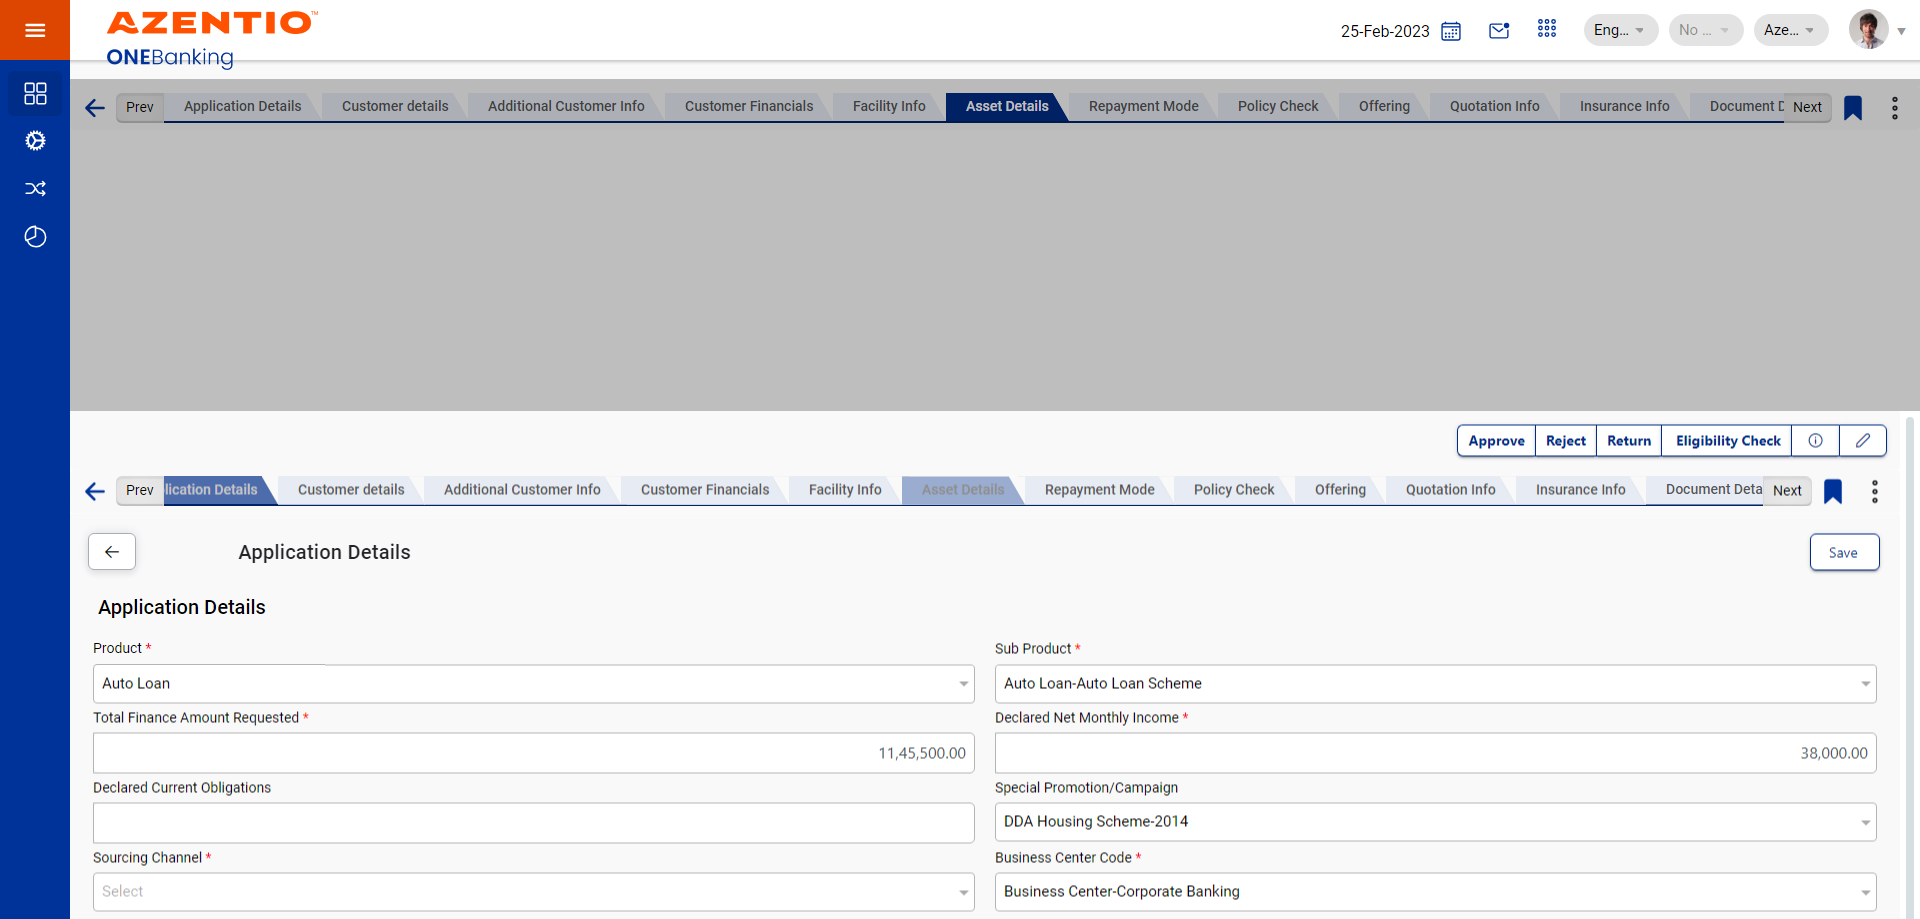 AZENTIO™
ONEBanking
25-Feb-2023
Eng...
No ...
Aze...
Prev
Application Details
Customer details
Additional Customer Info
Customer Financials
Facility Info
Asset Details
Repayment Mode
Policy Check
Offering
Quotation Info
Insurance Info
Document D
Next
Approve
Reject
Return
Eligibility Check
Prev
lication Details
Customer details
Additional Customer Info
Customer Financials
Facility Info
Asset Details
Repayment Mode
Policy Check
Offering
Quotation Info
Insurance Info
Document Deta
Next
Application Details
Save
Application Details
Product *
Sub Product *
Auto Loan
Auto Loan-Auto Loan Scheme
Total Finance Amount Requested *
Declared Net Monthly Income *
11,45,500.00
38,000.00
Declared Current Obligations
Special Promotion/Campaign
DDA Housing Scheme-2014
Sourcing Channel *
Business Center Code *
Select
Business Center-Corporate Banking